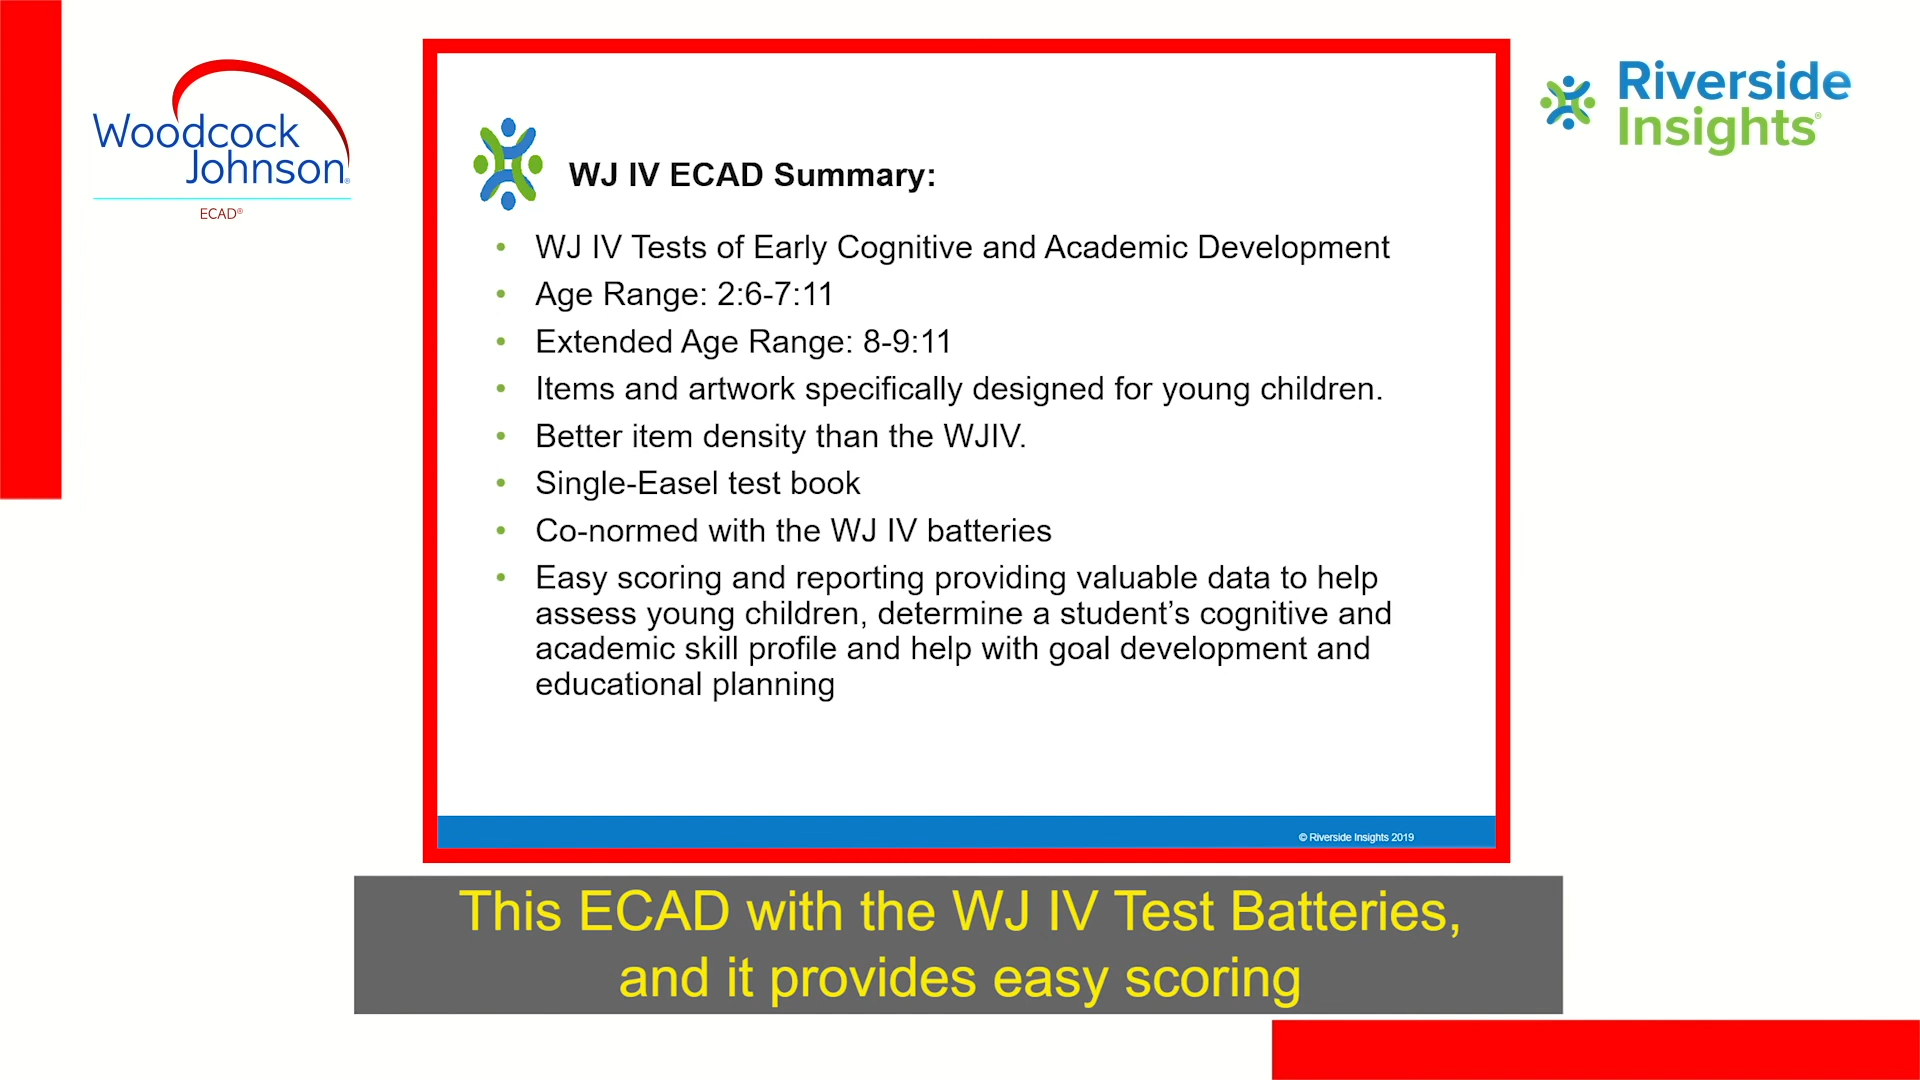 Woodcock
Johnson®
ECAD®
Riverside
Insights®
WJ IV ECAD Summary:
• WJ IV Tests of Early Cognitive and Academic Development
• Age Range: 2:6-7:11
• Extended Age Range: 8-9:11
• Items and artwork specifically designed for young children.
• Better item density than the WJIV.
• Single-Easel test book
• Co-normed with the WJ IV batteries
• Easy scoring and reporting providing valuable data to help
assess young children, determine a student’s cognitive and
academic skill profile and help with goal development and
educational planning
© Riverside Insights 2019
This ECAD with the WJ IV Test Batteries,
and it provides easy scoring